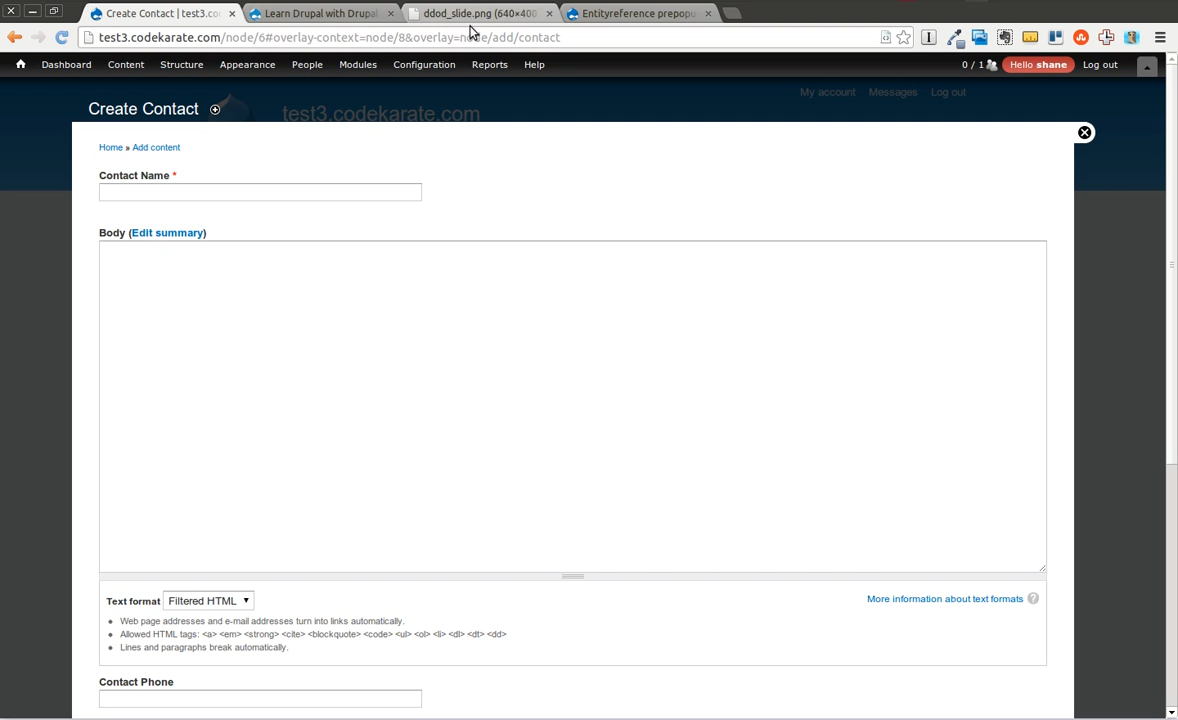 Create Contact | test3.co
Learn Drupal with Drupal
ddod_slide.png (640×408
Entityreference prepopu
test3.codekarate.com/node/6#overlay-context=node/8&overlay=node/add/contact
Dashboard Content Structure Appearance People Modules Configuration Reports Help 0 / 1 Hello shane Log out
My account Messages Log out
Create Contact
test3.codekarate.com
Home » Add content
Contact Name *
Body (Edit summary)
Text format Filtered HTML
More information about text formats ?
Web page addresses and e-mail addresses turn into links automatically.
Allowed HTML tags: <a> <em> <strong> <cite> <blockquote> <code> <ul> <ol> <li> <dl> <dt> <dd>
Lines and paragraphs break automatically.
Contact Phone